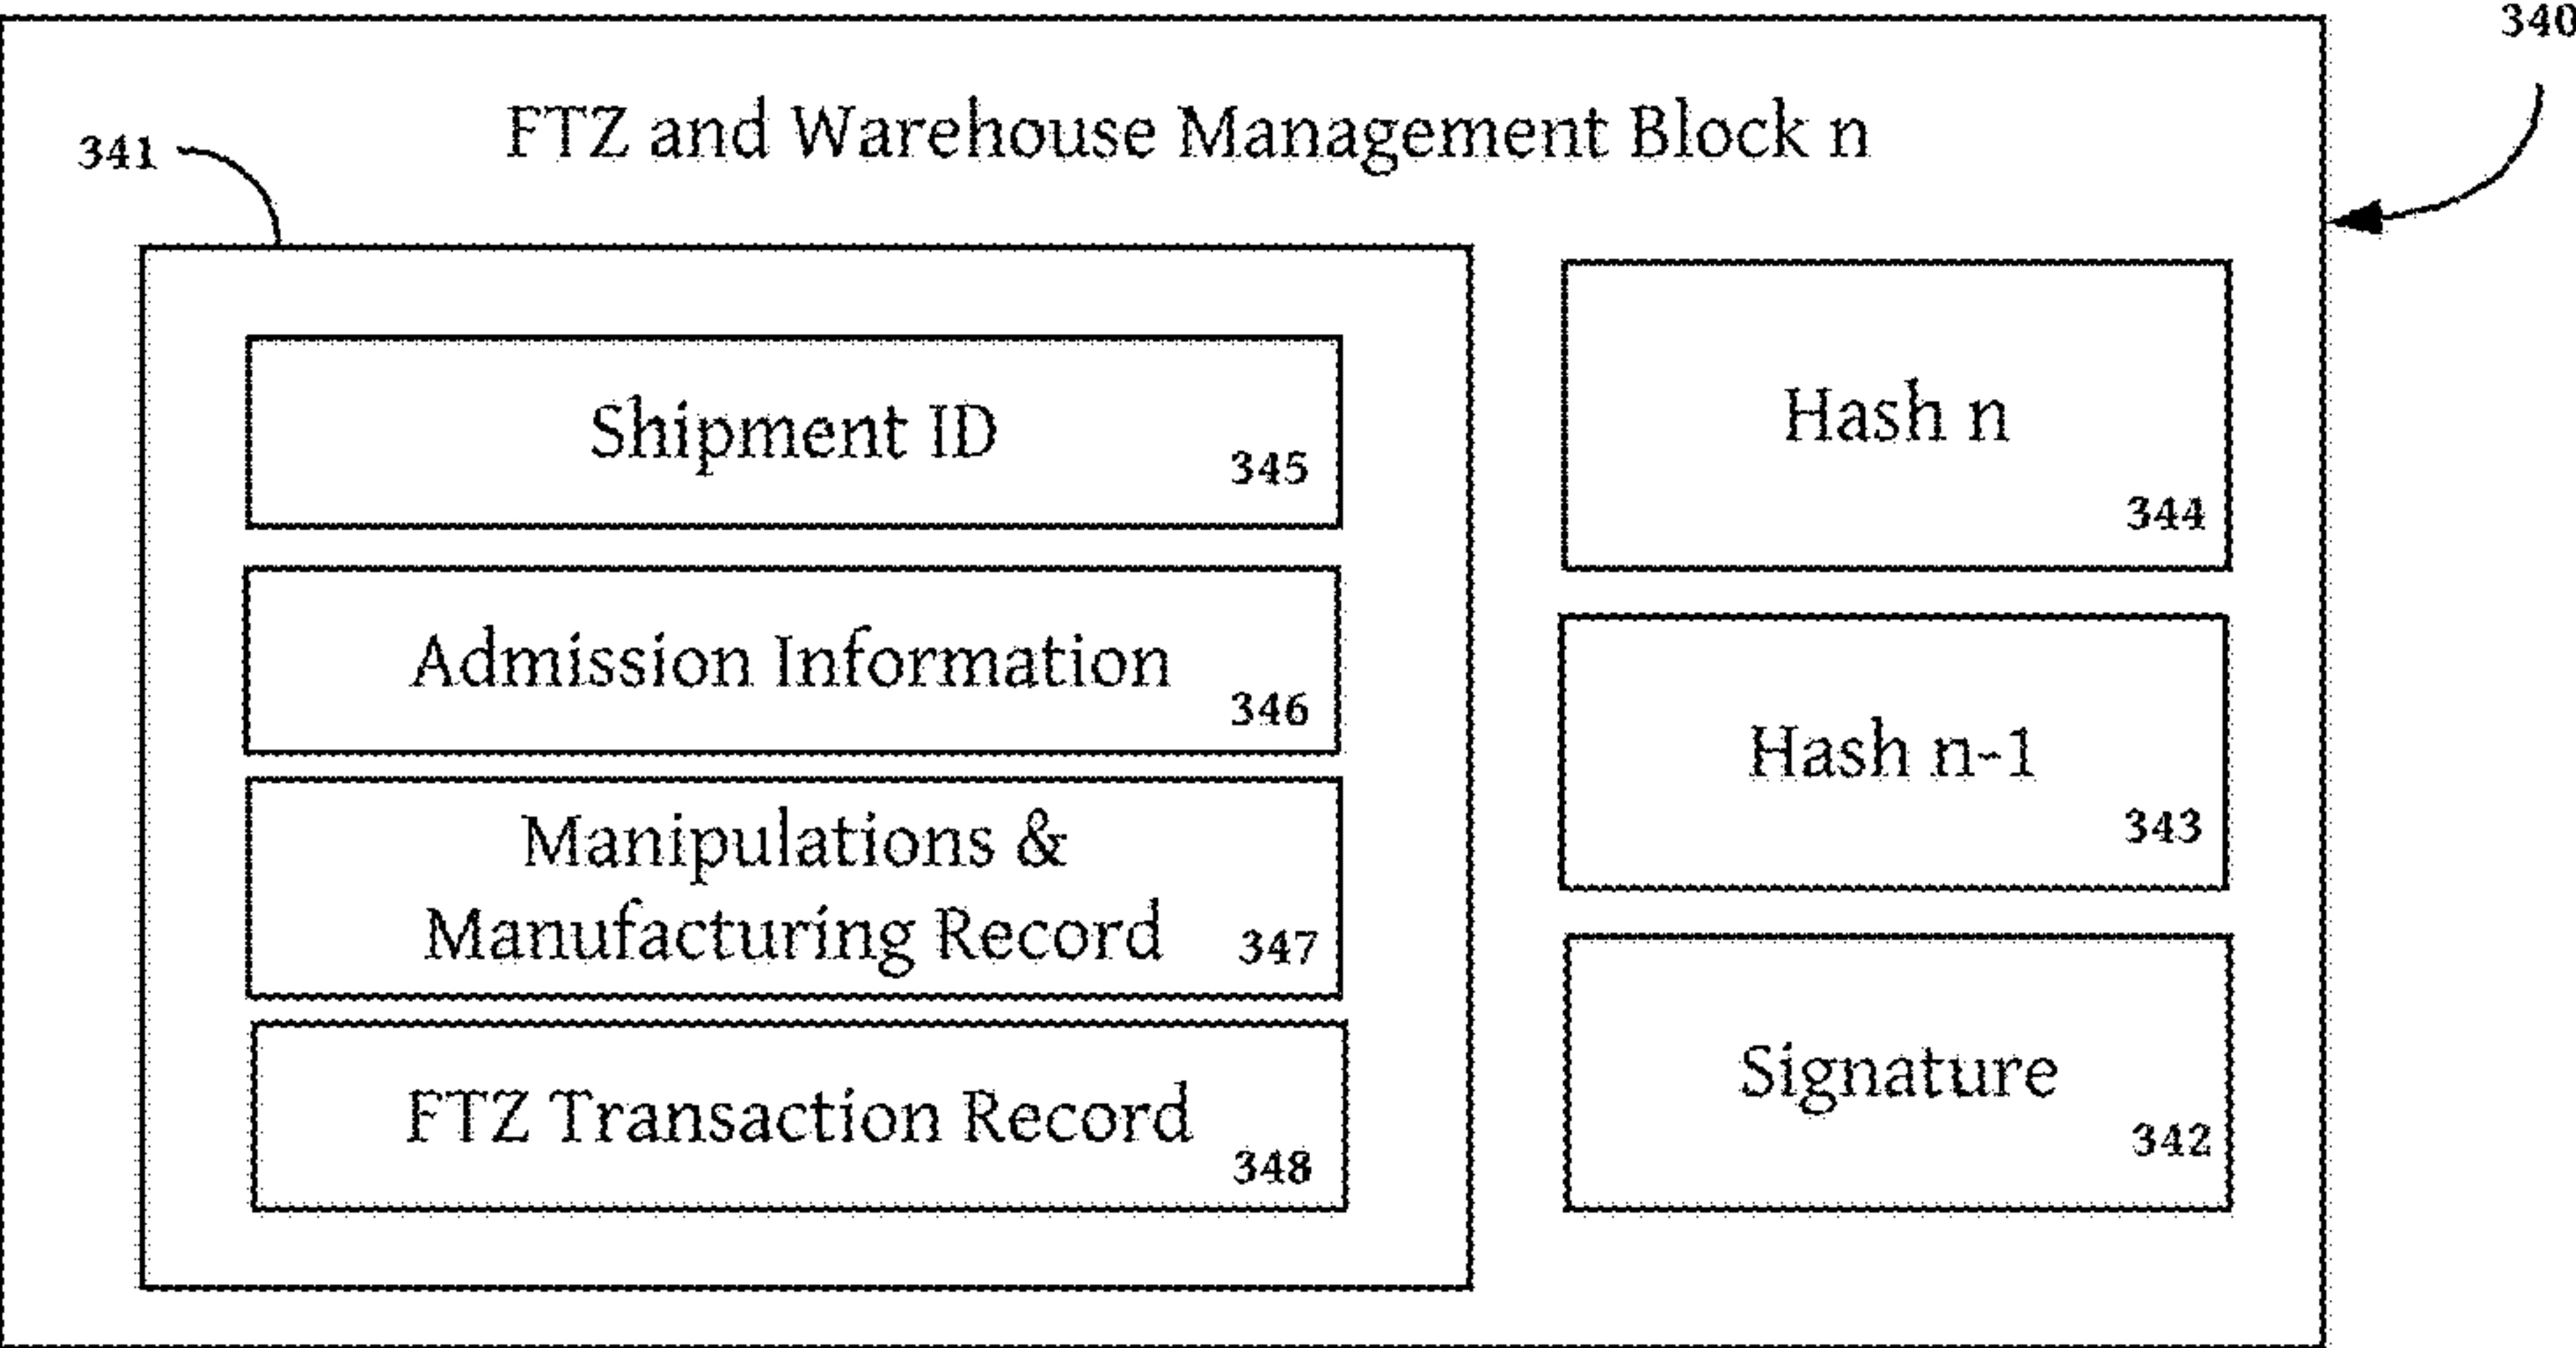 340
FTZ and Warehouse Management Block n
341
Shipment ID
345
Admission Information
346
Manipulations &
Manufacturing Record
347
FTZ Transaction Record
348
Hash n
344
Hash n-1
343
Signature
342